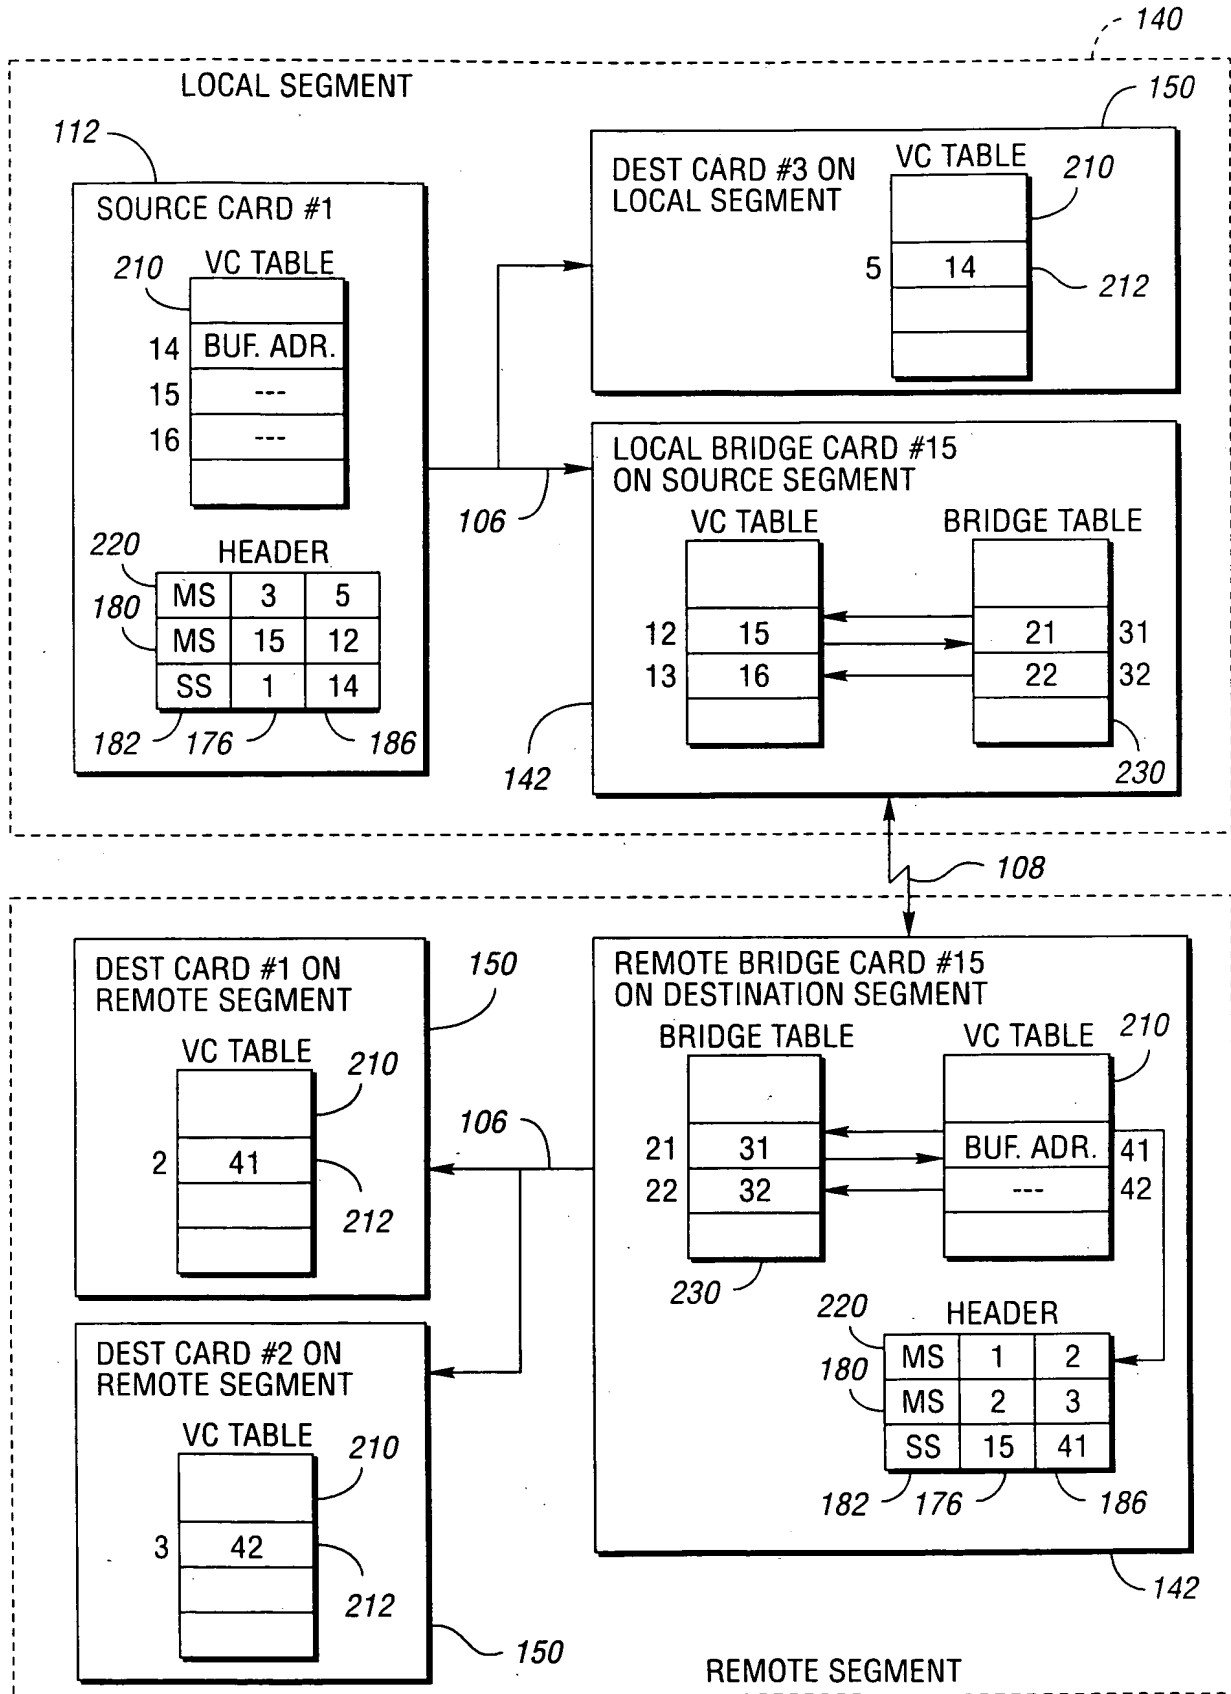 140
LOCAL SEGMENT
150
112
SOURCE CARD #1
VC TABLE
210
14 BUF. ADR.
15 ---
16 ---
HEADER
220
180
MS 3 5
MS 15 12
SS 1 14
182 176 186
DEST CARD #3 ON
LOCAL SEGMENT
VC TABLE
210
5 14
212
106
LOCAL BRIDGE CARD #15
ON SOURCE SEGMENT
VC TABLE BRIDGE TABLE
12 15 21 31
13 16 22 32
142
230
108
DEST CARD #1 ON
REMOTE SEGMENT
150
VC TABLE
210
2 41
212
106
REMOTE BRIDGE CARD #15
ON DESTINATION SEGMENT
BRIDGE TABLE VC TABLE
210
21 31 BUF. ADR. 41
22 32 --- 42
230
HEADER
220
180
MS 1 2
MS 2 3
SS 15 41
182 176 186
142
DEST CARD #2 ON
REMOTE SEGMENT
VC TABLE
210
3 42
212
150
REMOTE SEGMENT